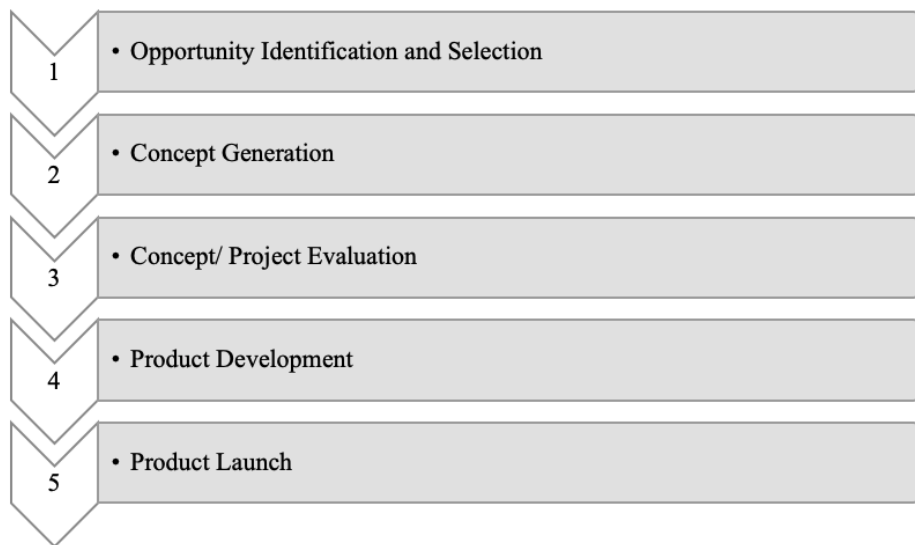 1 • Opportunity Identification and Selection
2 • Concept Generation
3 • Concept/ Project Evaluation
4 • Product Development
5 • Product Launch